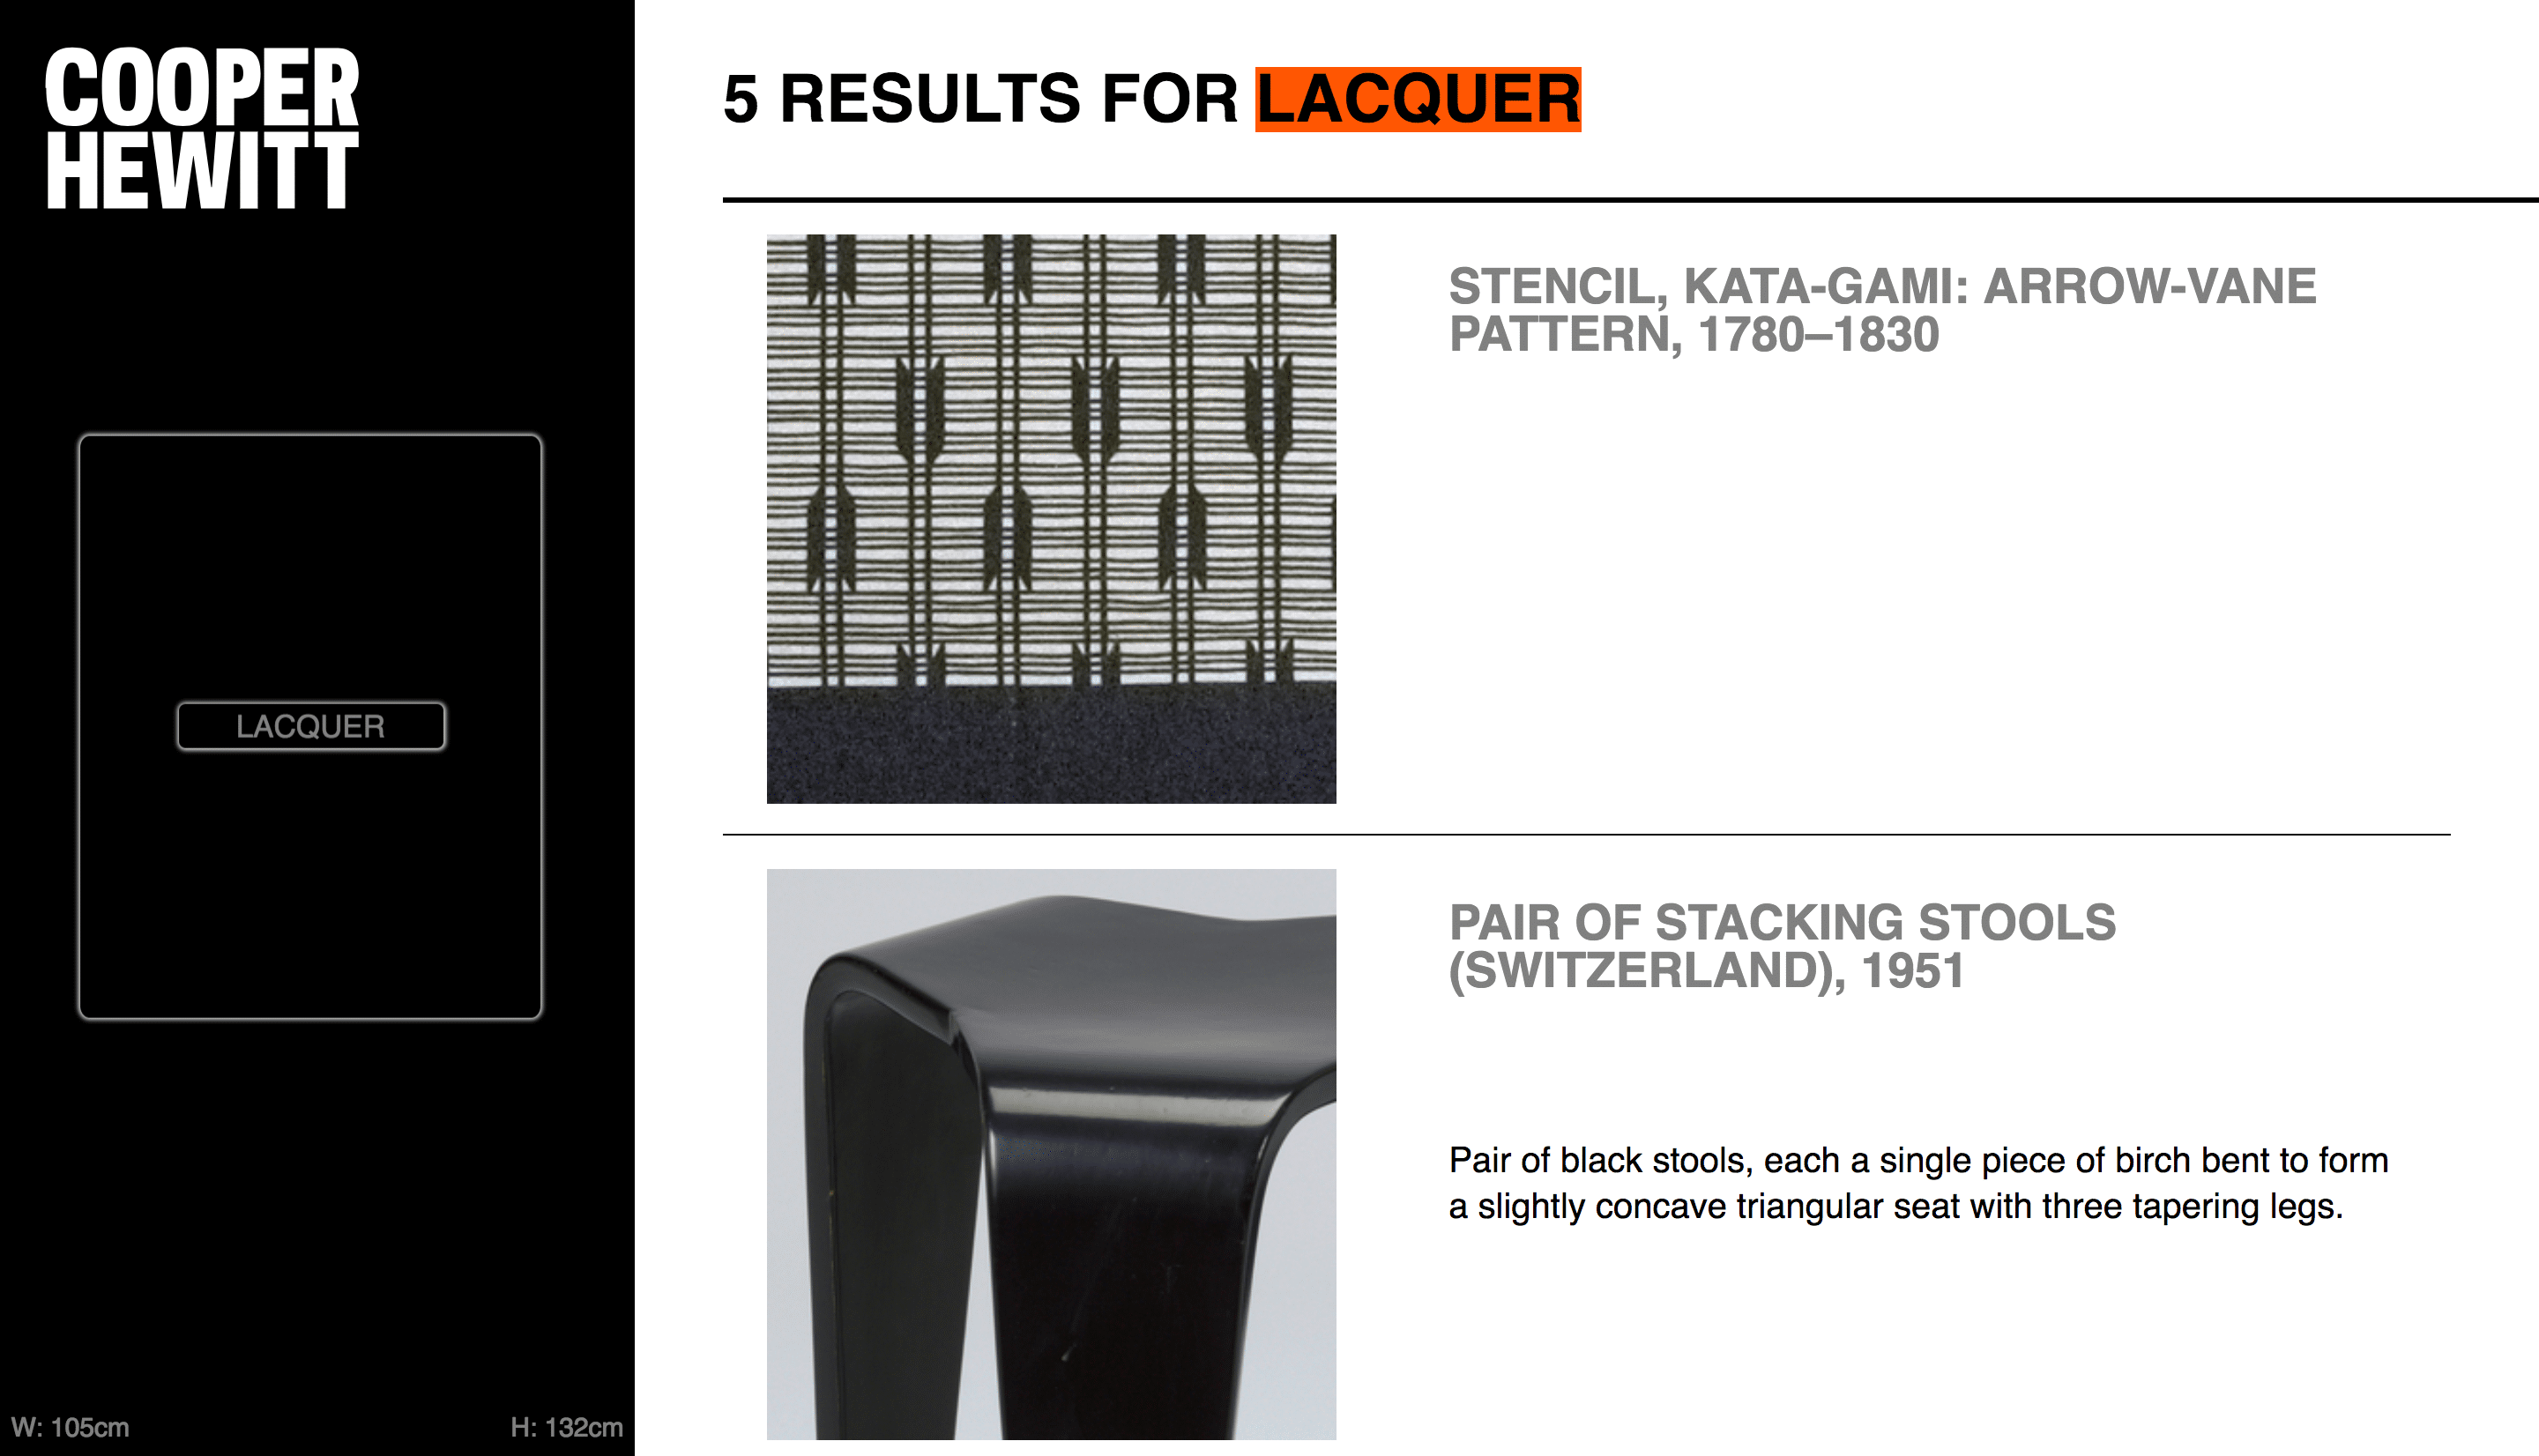 COOPER
HEWITT
LACQUER
W: 105cm
H: 132cm
5 RESULTS FOR LACQUER
STENCIL, KATA-GAMI: ARROW-VANE
PATTERN, 1780–1830
PAIR OF STACKING STOOLS
(SWITZERLAND), 1951
Pair of black stools, each a single piece of birch bent to form
a slightly concave triangular seat with three tapering legs.